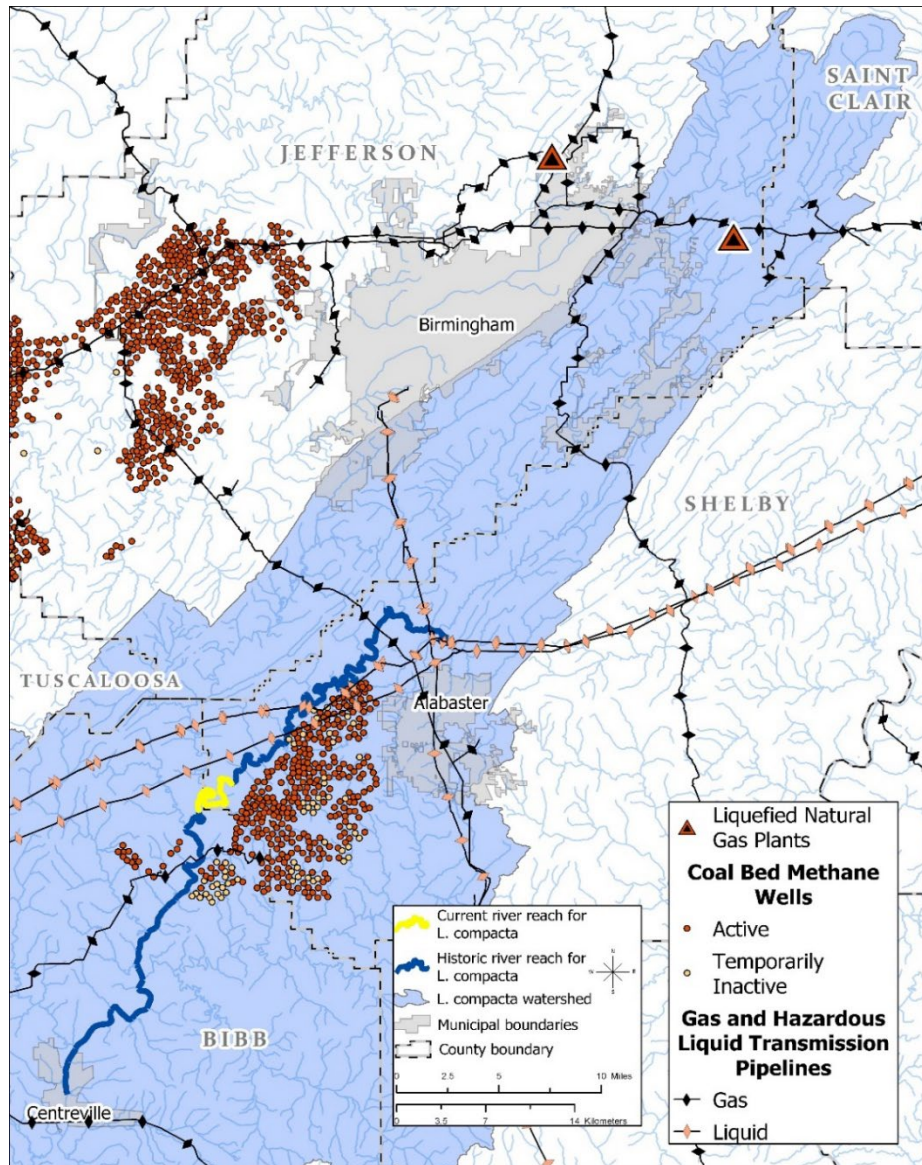 SAINT
CLAIR
JEFFERSON
Birmingham
SHELBY
TUSCALOOSA
Alabaster
BIBB
Centreville
Current river reach for
L. compacta
Historic river reach for
L. compacta
L. compacta watershed
Municipal boundaries
County boundary
N
W
E
S
0 2.5 5 10 Miles
0 3.5 7 14 Kilometers
Liquefied Natural
Gas Plants
Coal Bed Methane
Wells
Active
Temporarily
Inactive
Gas and Hazardous
Liquid Transmission
Pipelines
Gas
Liquid